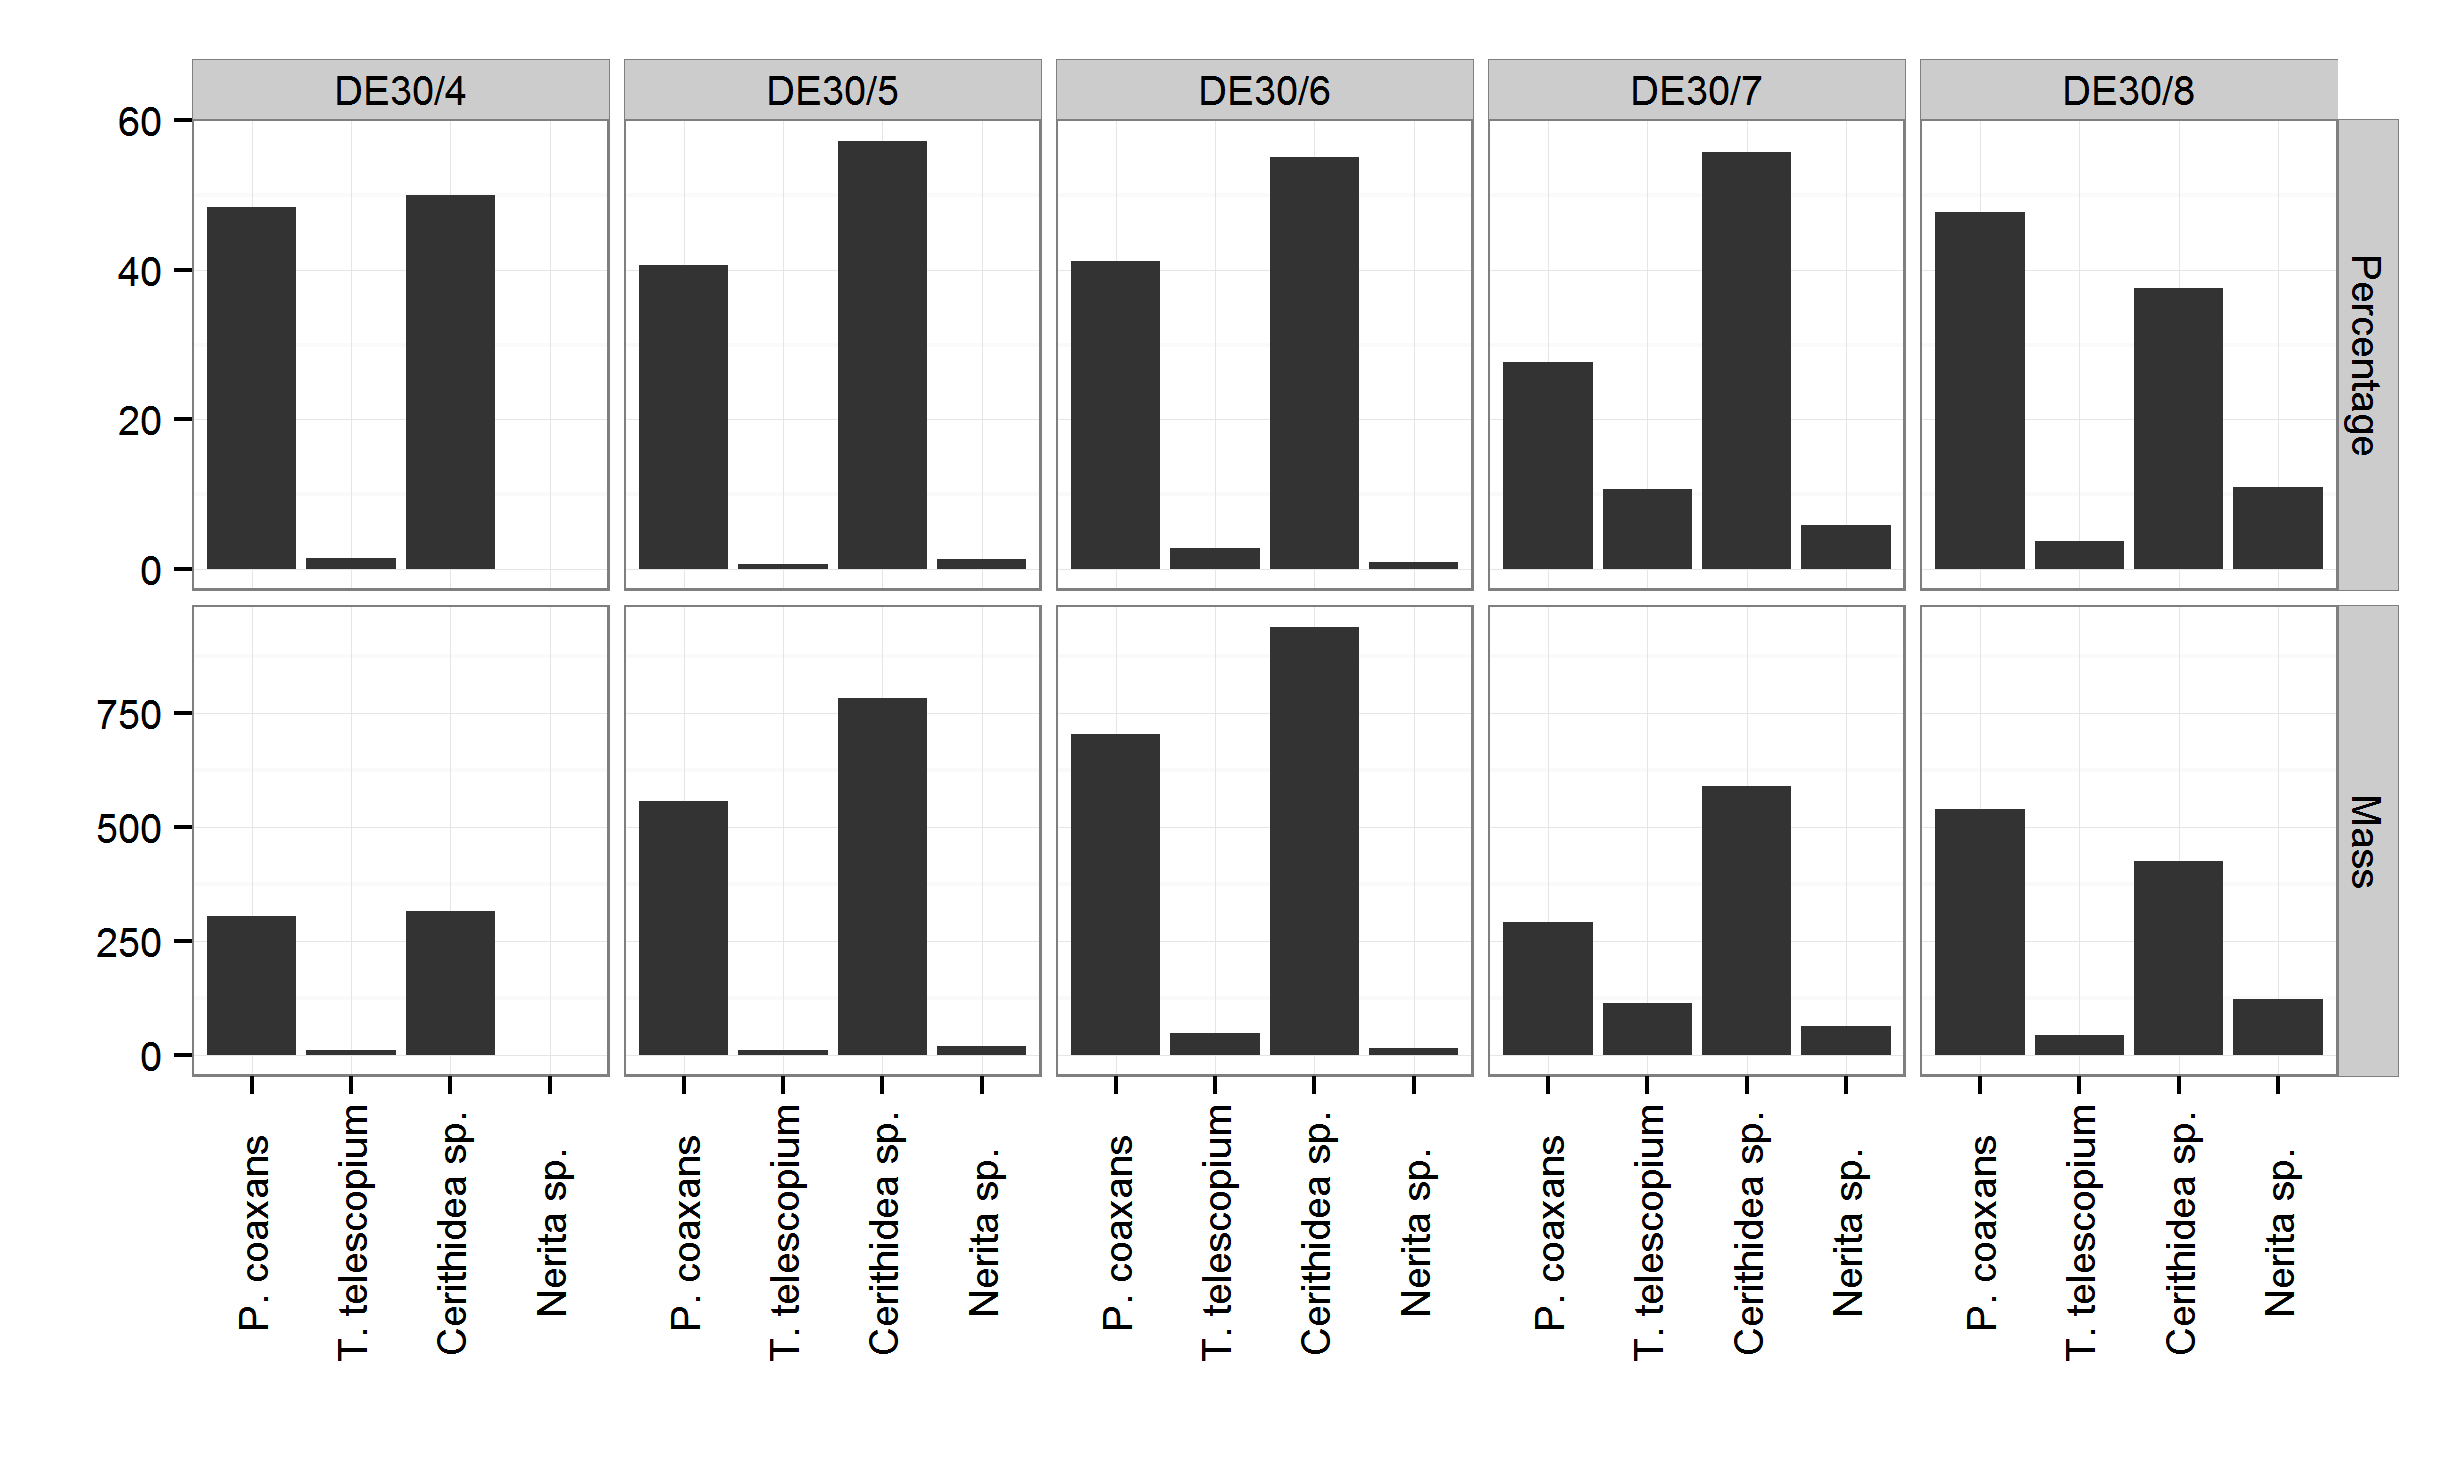 DE30/4 DE30/5 DE30/6 DE30/7 DE30/8
60
40
20
0
Percentage
750
500
250
0
Mass
P. coaxans
T. telescopium
Cerithidea sp.
Nerita sp.
P. coaxans
T. telescopium
Cerithidea sp.
Nerita sp.
P. coaxans
T. telescopium
Cerithidea sp.
Nerita sp.
P. coaxans
T. telescopium
Cerithidea sp.
Nerita sp.
P. coaxans
T. telescopium
Cerithidea sp.
Nerita sp.